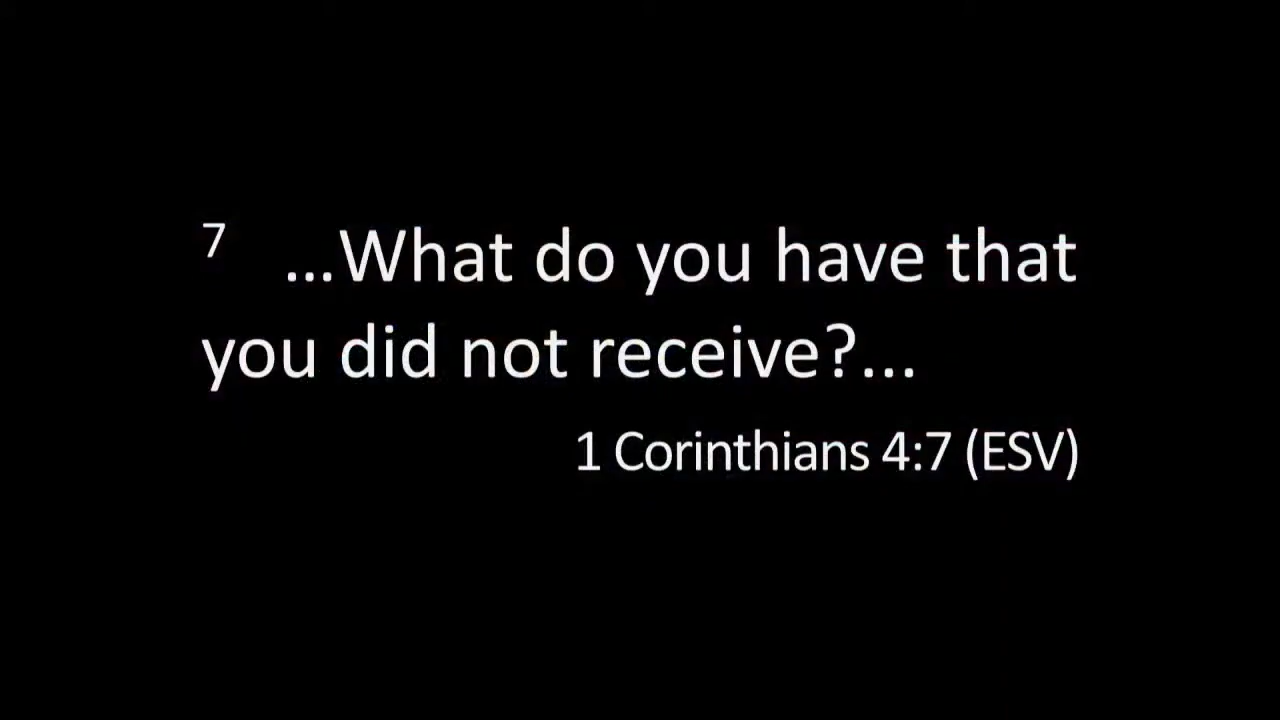 7 ...What do you have that
you did not receive?...
1 Corinthians 4:7 (ESV)